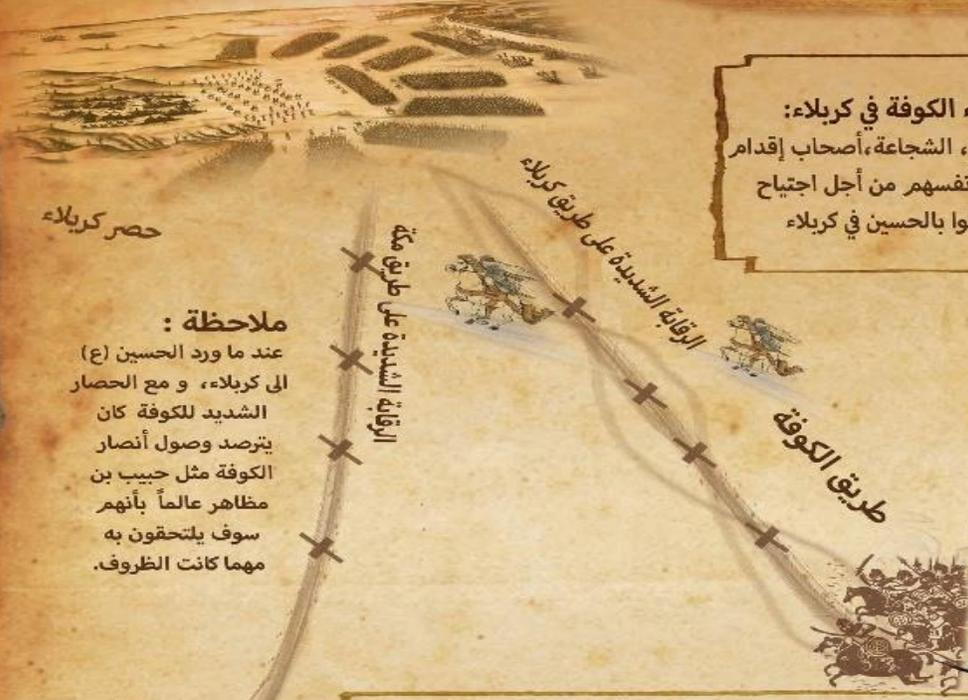 الكوفة في كربلاء:
، الشجاعة،أصحاب إقدام
من أجل اجتياح
بالحسين في كربلاء
حصر كربلاء
الرقابة الشديدة على طريق مكة
الرقابة الشديدة على طريق كربلاء
طريق الكوفة
ملاحظة :
عند ما ورد الحسين (ع)
الى كربلاء، و مع الحصار
الشديد للكوفة كان
يترصد وصول أنصار
الكوفة مثل حبيب بن
مظاهر عالماً بأنهم
سوف يلتحقون به
مهما كانت الظروف.